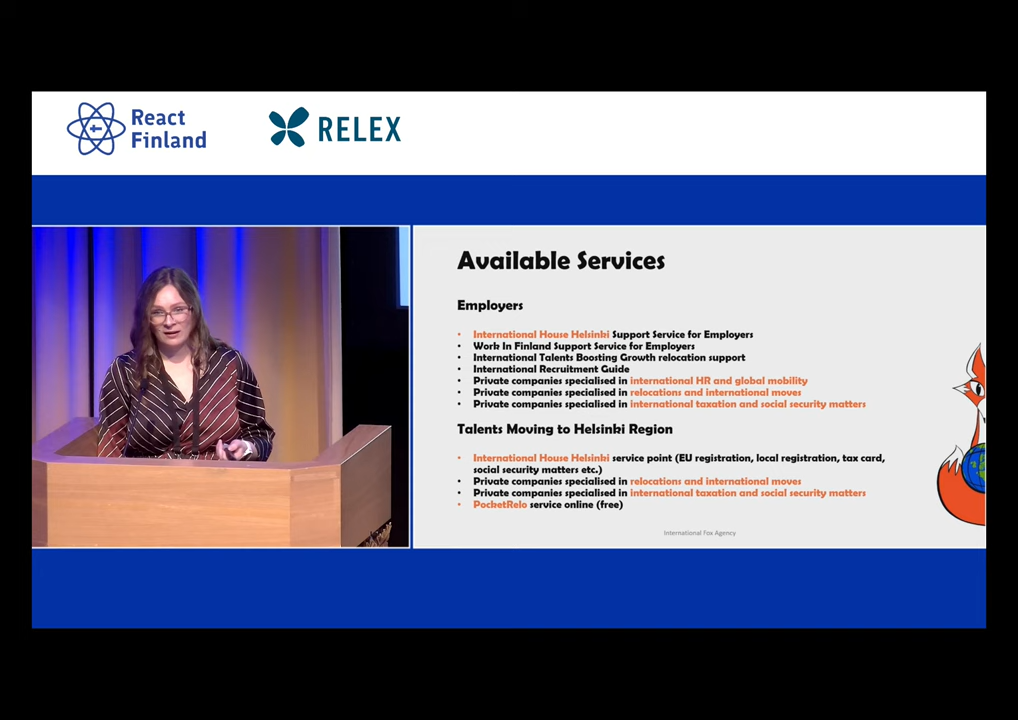 React
Finland
RELEX
Available Services
Employers
• International House Helsinki Support Service for Employers
• Work In Finland Support Service for Employers
• International Talents Boosting Growth relocation support
• International Recruitment Guide
• Private companies specialised in international HR and global mobility
• Private companies specialised in relocations and international moves
• Private companies specialised in international taxation and social security matters
Talents Moving to Helsinki Region
• International House Helsinki service point (EU registration, local registration, tax card,
social security matters etc.)
• Private companies specialised in relocations and international moves
• Private companies specialised in international taxation and social security matters
• PocketRelo service online (free)
International Fox Agency